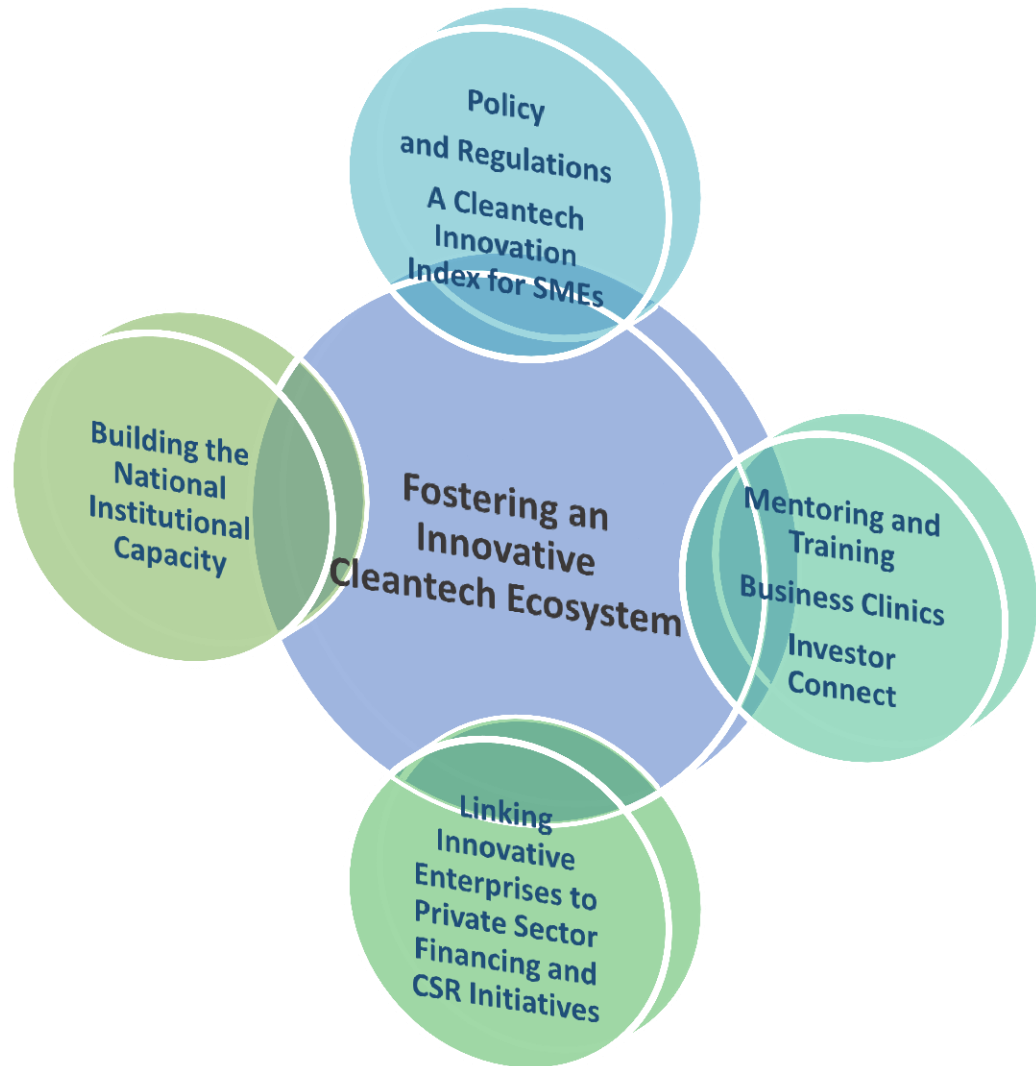 Policy
and Regulations
A Cleantech
Innovation
Index for SMEs
Building the
National
Institutional
Capacity
Fostering an
Innovative
Cleantech Ecosystem
Mentoring and
Training
Business Clinics
Investor
Connect
Linking
Innovative
Enterprises to
Private Sector
Financing and
CSR Initiatives